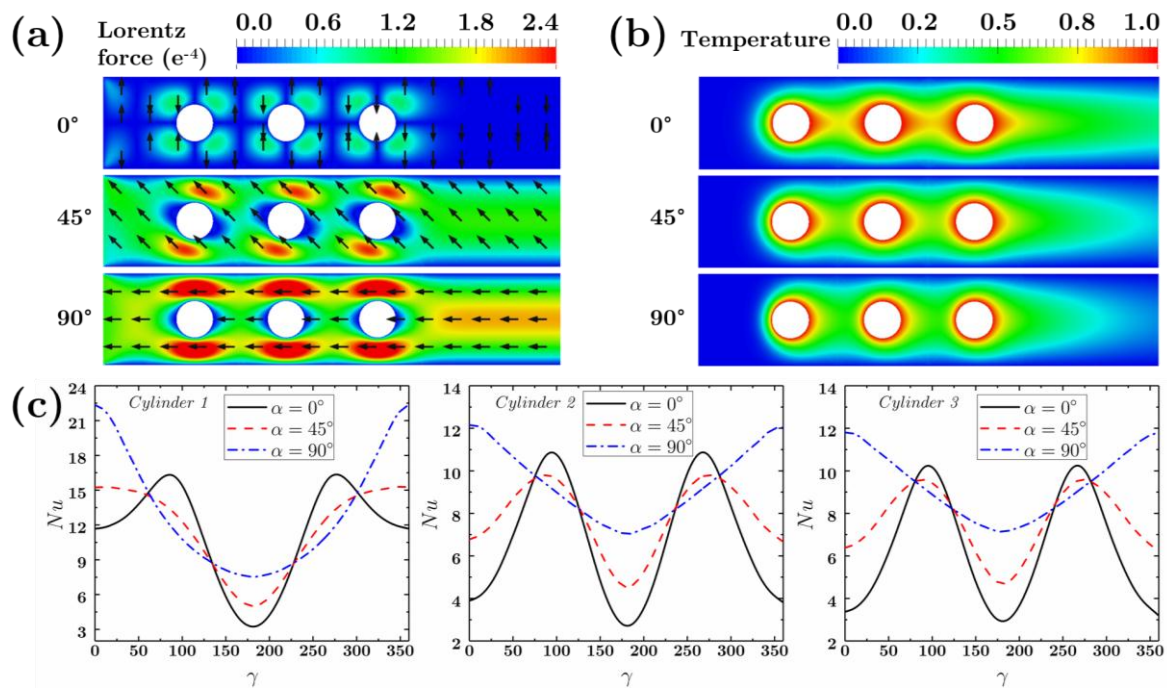 (a) Lorentz force (e⁻⁴)
0.0 0.6 1.2 1.8 2.4
0°
45°
90°
(b) Temperature
0.0 0.2 0.5 0.8 1.0
0°
45°
90°
(c)
Cylinder 1
α = 0°
α = 45°
α = 90°
Nu
24
21
18
15
12
9
6
3
0 50 100 150 200 250 300 350
γ
Cylinder 2
α = 0°
α = 45°
α = 90°
Nu
14
12
10
8
6
4
2
0 50 100 150 200 250 300 350
γ
Cylinder 3
α = 0°
α = 45°
α = 90°
Nu
14
12
10
8
6
4
2
0 50 100 150 200 250 300 350
γ